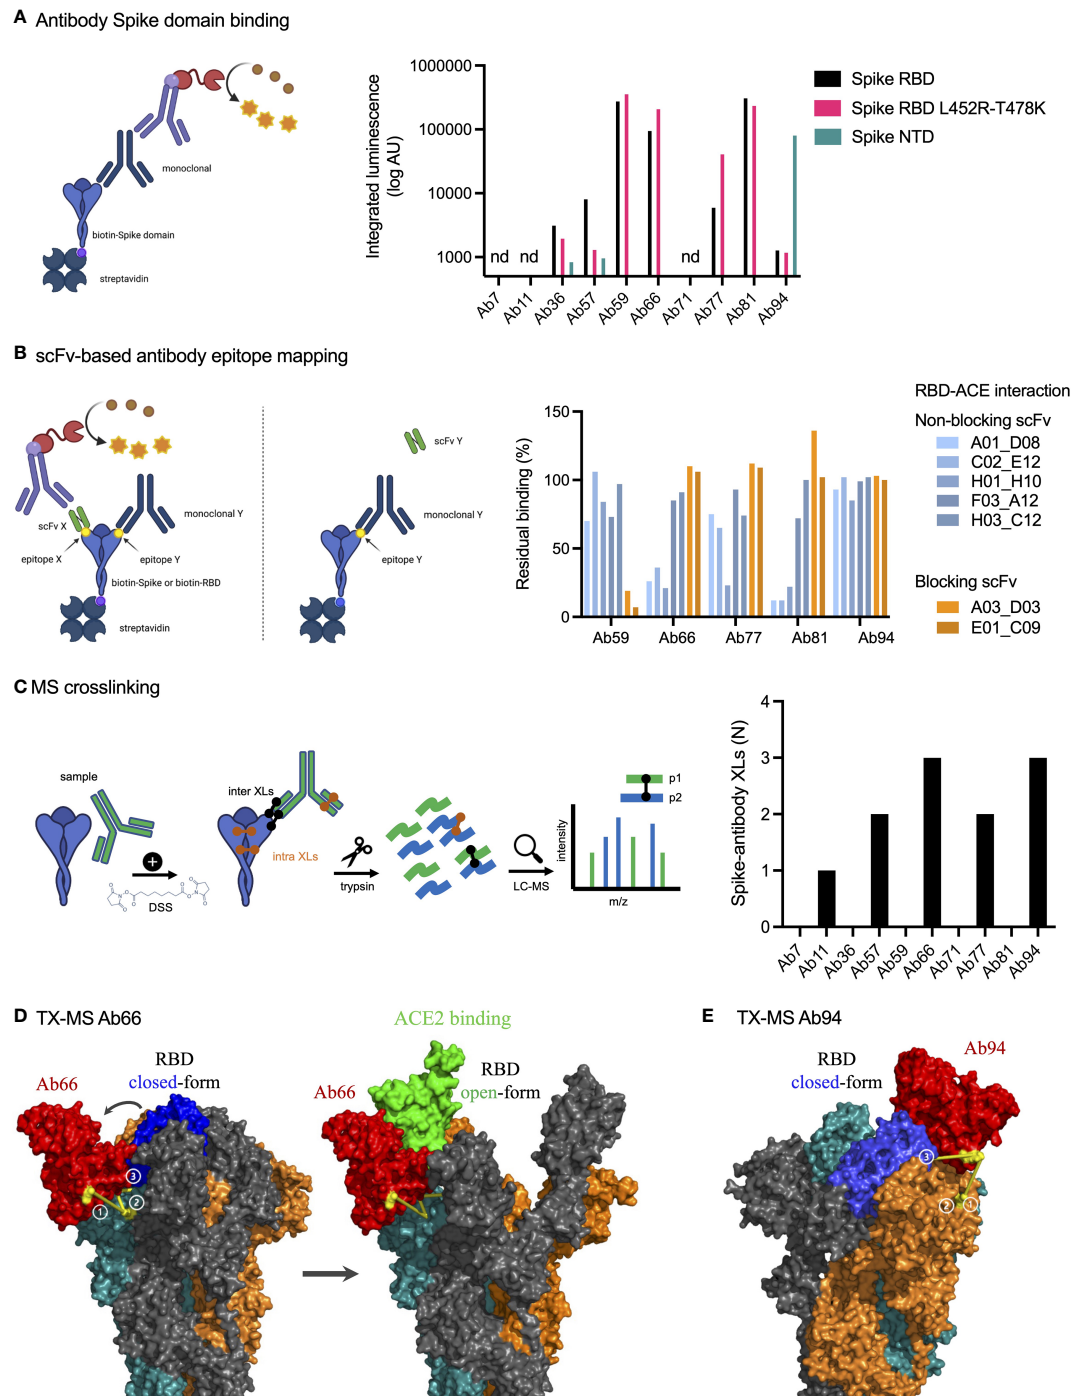 A Antibody Spike domain binding
monoclonal
biotin-Spike domain
streptavidin
Integrated luminescence
(log AU)
1000000
100000
10000
1000
nd
nd
nd
Ab7
Ab11
Ab36
Ab57
Ab59
Ab66
Ab71
Ab77
Ab81
Ab94
Spike RBD
Spike RBD L452R-T478K
Spike NTD
B scFv-based antibody epitope mapping
scFv X
monoclonal Y
epitope X
epitope Y
biotin-Spike or biotin-RBD
streptavidin
scFv Y
monoclonal Y
epitope Y
Residual binding (%)
150
100
50
0
Ab59
Ab66
Ab77
Ab81
Ab94
RBD-ACE interaction
Non-blocking scFv
A01_D08
C02_E12
H01_H10
F03_A12
H03_C12
Blocking scFv
A03_D03
E01_C09
C MS crosslinking
sample
+
DSS
N
O
O
O
O
O
O
O
O
N
inter XLs
intra XLs
trypsin
LC-MS
p1
p2
intensity
m/z
Spike-antibody XLs (N)
4
3
2
1
0
Ab7
Ab11
Ab36
Ab57
Ab59
Ab66
Ab71
Ab77
Ab81
Ab94
D TX-MS Ab66
RBD
closed-form
Ab66
1
2
3
ACE2 binding
RBD
open-form
Ab66
E TX-MS Ab94
RBD
closed-form
Ab94
3
2
1